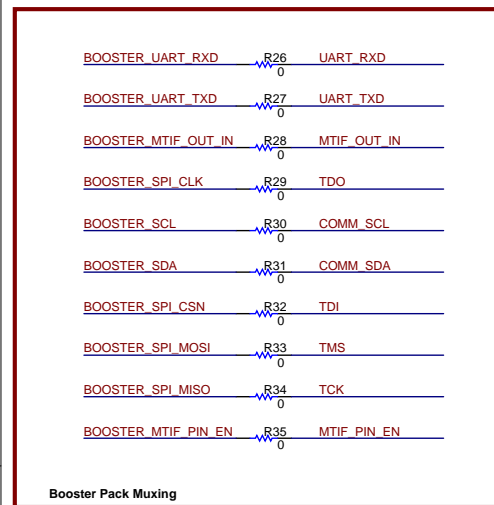 BOOSTER_UART_RXD R26 UART_RXD
0
BOOSTER_UART_TXD R27 UART_TXD
0
BOOSTER_MTIF_OUT_IN R28 MTIF_OUT_IN
0
BOOSTER_SPI_CLK R29 TDO
0
BOOSTER_SCL R30 COMM_SCL
0
BOOSTER_SDA R31 COMM_SDA
0
BOOSTER_SPI_CSN R32 TDI
0
BOOSTER_SPI_MOSI R33 TMS
0
BOOSTER_SPI_MISO R34 TCK
0
BOOSTER_MTIF_PIN_EN R35 MTIF_PIN_EN
0
Booster Pack Muxing